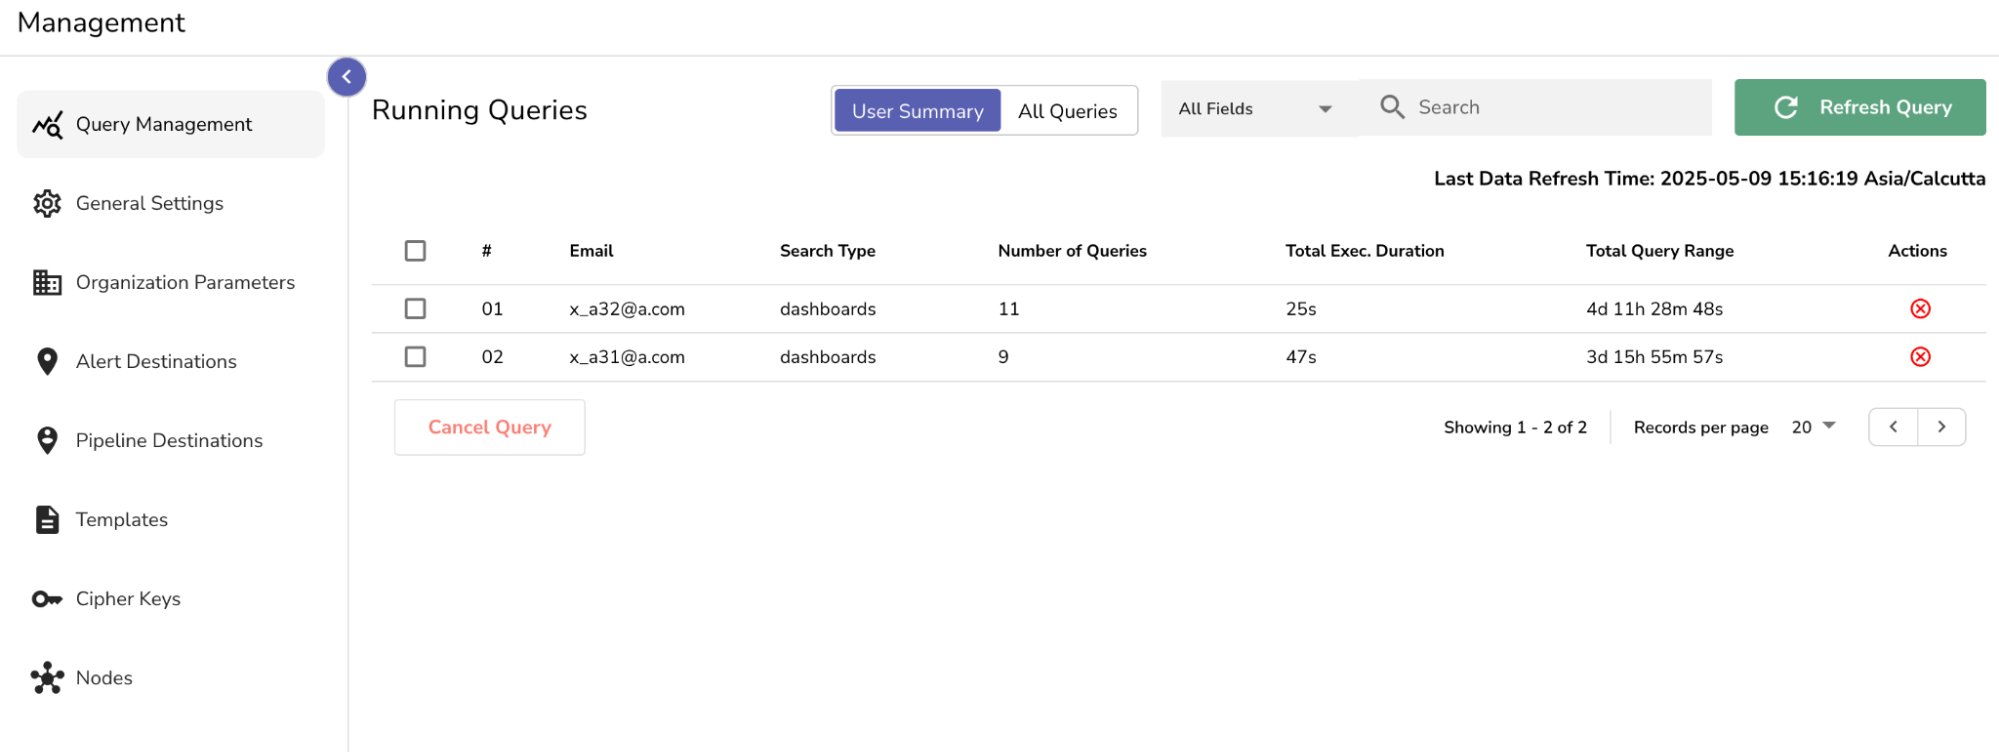 Management
Query Management
General Settings
Organization Parameters
Alert Destinations
Pipeline Destinations
Templates
Cipher Keys
Nodes
Running Queries
User Summary All Queries All Fields Search Refresh Query
Last Data Refresh Time: 2025-05-09 15:16:19 Asia/Calcutta
# Email Search Type Number of Queries Total Exec. Duration Total Query Range Actions
01 x_a32@a.com dashboards 11 25s 4d 11h 28m 48s
02 x_a31@a.com dashboards 9 47s 3d 15h 55m 57s
Cancel Query Showing 1 - 2 of 2 Records per page 20